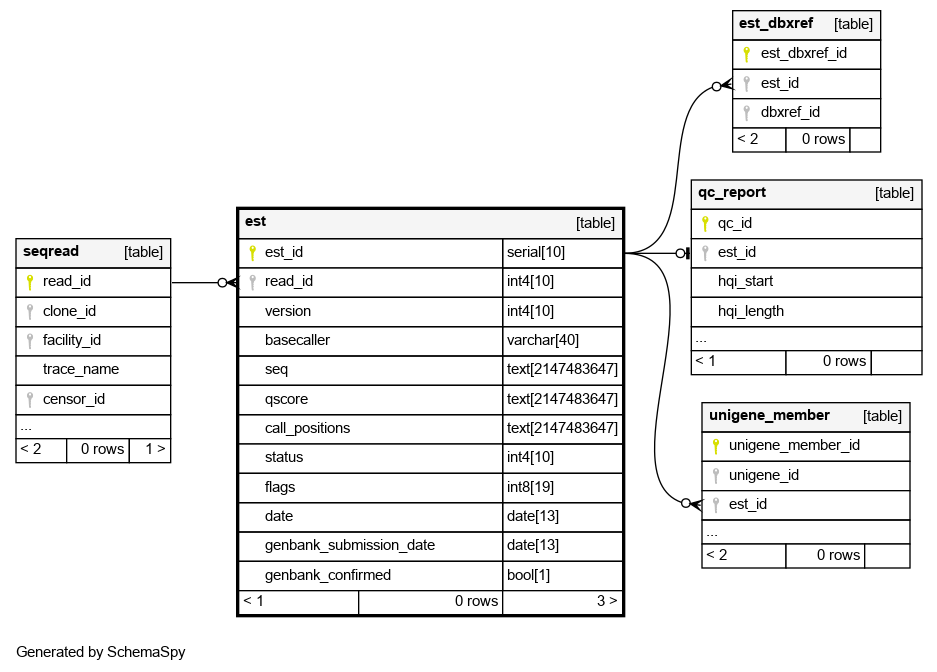 est_dbxref [table]
est_dbxref_id
est_id
dbxref_id
< 2 0 rows
qc_report [table]
qc_id
est_id
hqi_start
hqi_length
...
< 1 0 rows
est [table]
est_id serial[10]
read_id int4[10]
version int4[10]
basecaller varchar[40]
seq text[2147483647]
qscore text[2147483647]
call_positions text[2147483647]
status int4[10]
flags int8[19]
date date[13]
genbank_submission_date date[13]
genbank_confirmed bool[1]
< 1 0 rows 3 >
seqread [table]
read_id
clone_id
facility_id
trace_name
censor_id
...
< 2 0 rows 1 >
unigene_member [table]
unigene_member_id
unigene_id
est_id
...
< 2 0 rows
Generated by SchemaSpy